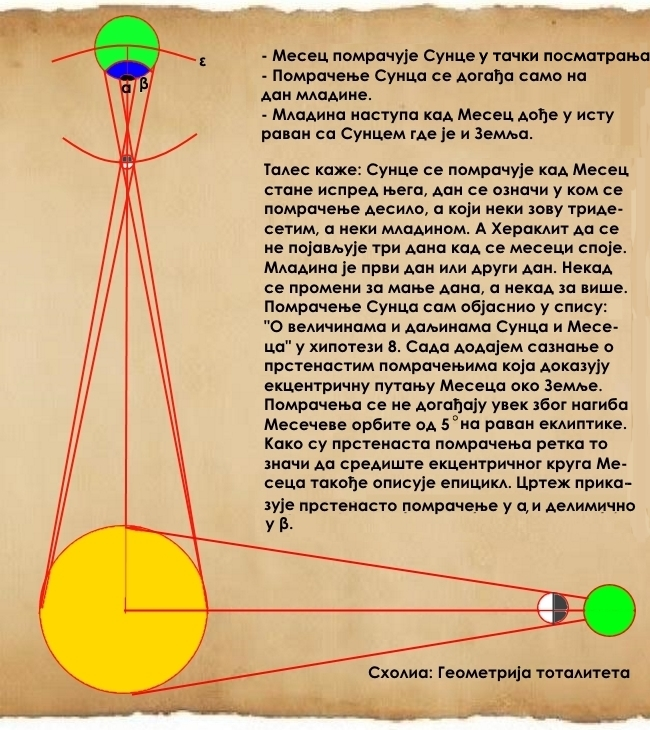 ε
α β
- Месец помрачује Сунце у тачки посматрања
- Помрачење Сунца се догађа само на
дан младине.
- Младина наступа кад Месец дође у исту
раван са Сунцем где је и Земља.
Талес каже: Сунце се помрачује кад Месец
стане испред њега, дан се означи у ком се
помрачење десило, а који неки зову триде-
сетим, а неки младином. А Хераклит да се
не појављује три дана кад се месеци споје.
Младина је први дан или други дан. Некад
се промени за мање дана, а некад за више.
Помрачење Сунца сам објаснио у спису:
"О величинама и даљинама Сунца и Месе-
ца" у хипотези 8. Сада додајем сазнање о
прстенастим помрачењима која доказују
екцентричну путању Месеца око Земље.
Помрачења се не догађају увек због нагиба
Месечеве орбите од 5° на раван еклиптике.
Како су прстенаста помрачења ретка то
значи да средиште екцентричног круга Ме-
сеца такође описује епицикл. Цртеж прика-
зује прстенасто помрачење у α, и делимично
у β.
Схолиа: Геометрија тоталитета